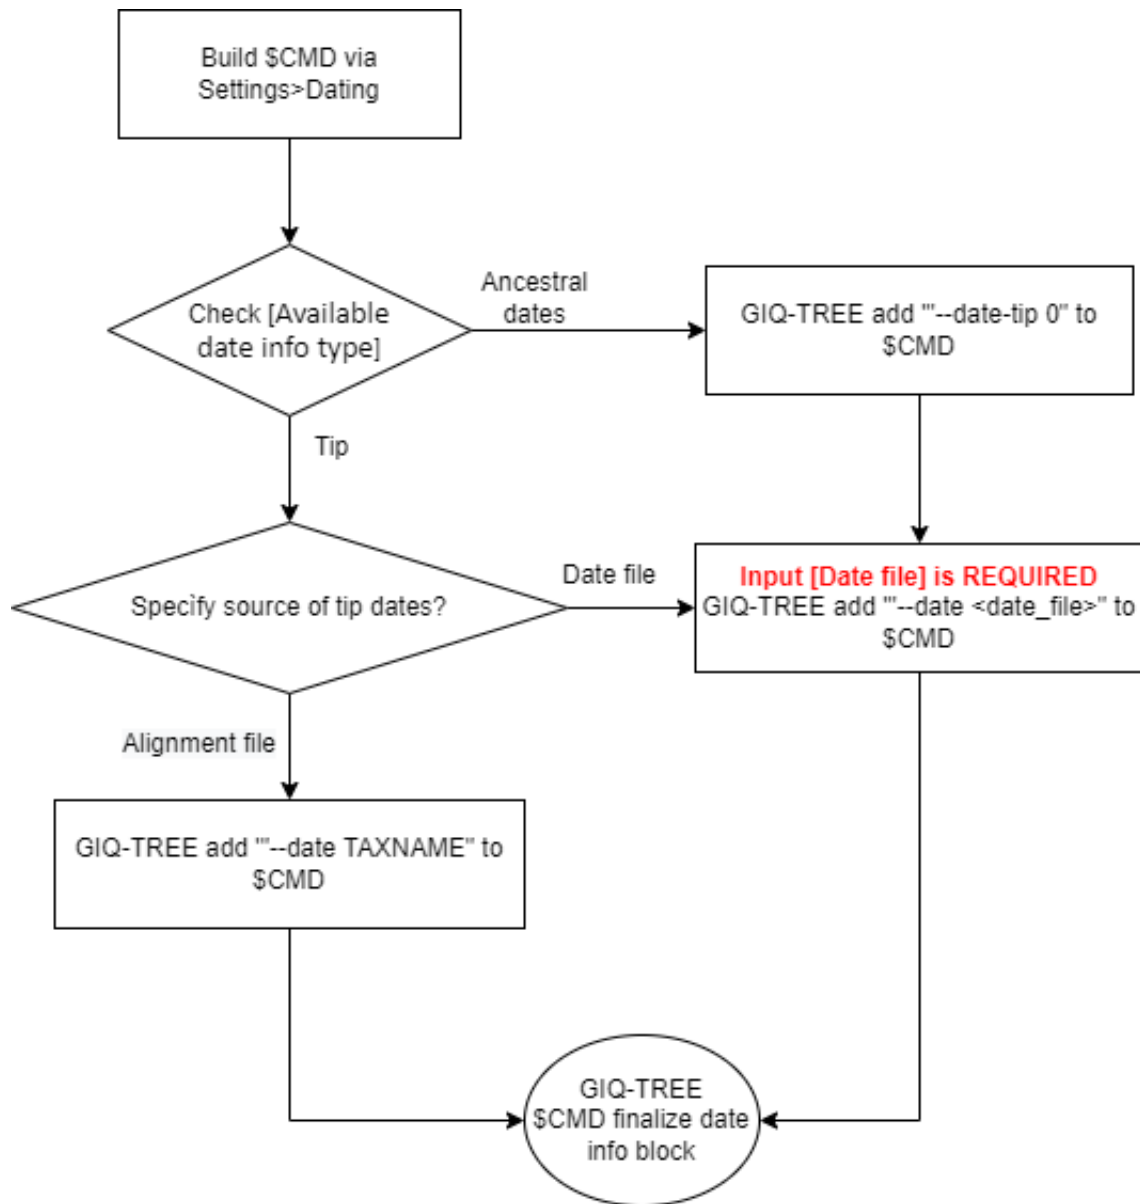 Build $CMD via
Settings>Dating
Check [Available
date info type]
Ancestral
dates
GIQ-TREE add "'--date-tip 0" to
$CMD
Tip
Specify source of tip dates?
Date file
Input [Date file] is REQUIRED
GIQ-TREE add "'--date <date_file>" to
$CMD
Alignment file
GIQ-TREE add "'--date TAXNAME" to
$CMD
GIQ-TREE
$CMD finalize date
info block